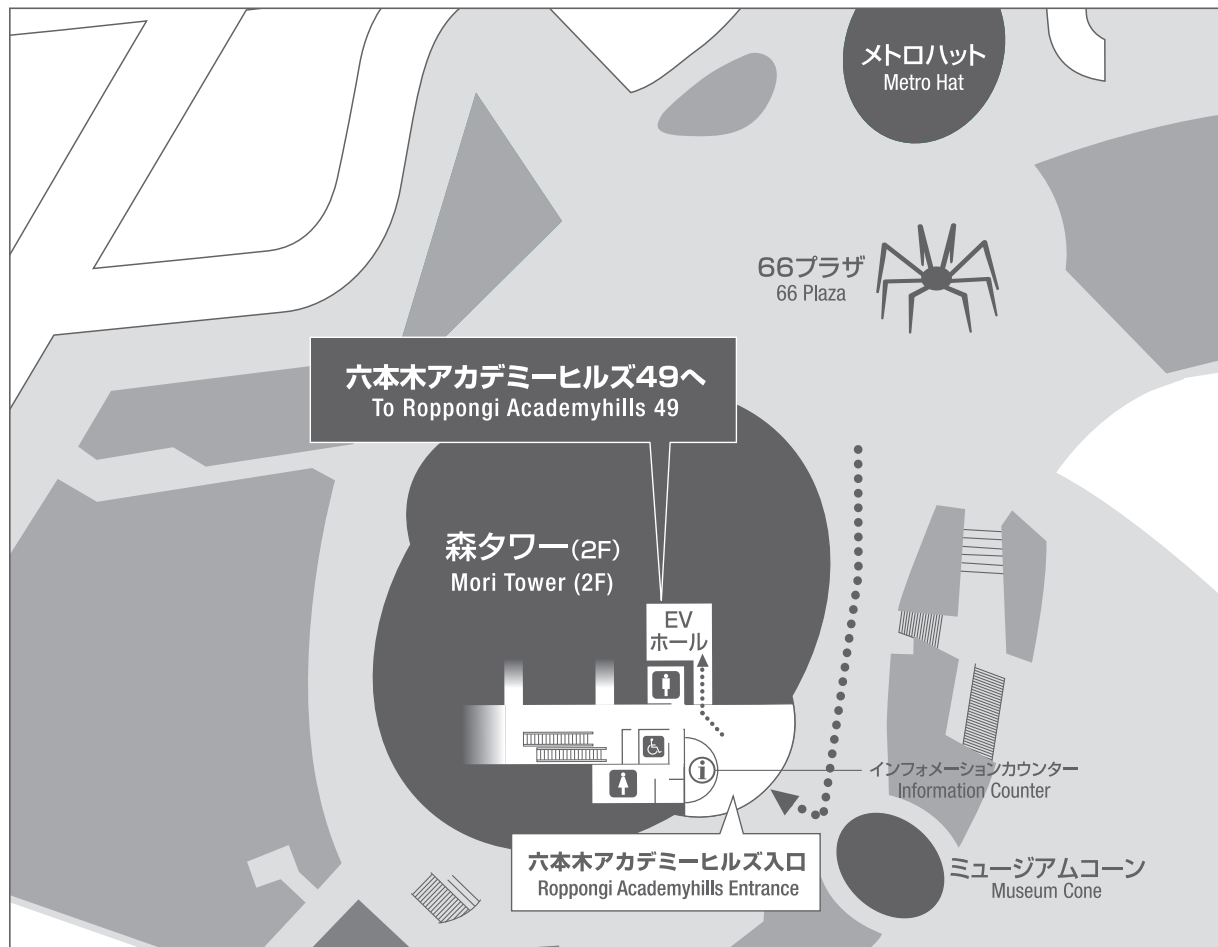 メトロハット
Metro Hat
66プラザ
66 Plaza
六本木アカデミーヒルズ49へ
To Roppongi Academyhills 49
森タワー(2F)
Mori Tower (2F)
EV
ホール
インフォメーションカウンター
Information Counter
六本木アカデミーヒルズ入口
Roppongi Academyhills Entrance
ミュージアムコーン
Museum Cone